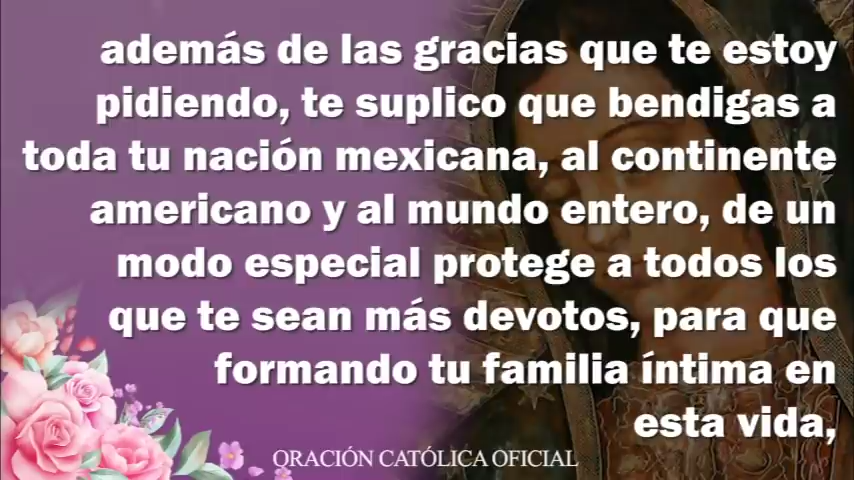 además de las gracias que te estoy
pidiendo, te suplico que bendigas a
toda tu nación mexicana, al continente
americano y al mundo entero, de un
modo especial protege a todos los
que te sean más devotos, para que
formando tu familia íntima en
esta vida,
ORACIÓN CATÓLICA OFICIAL